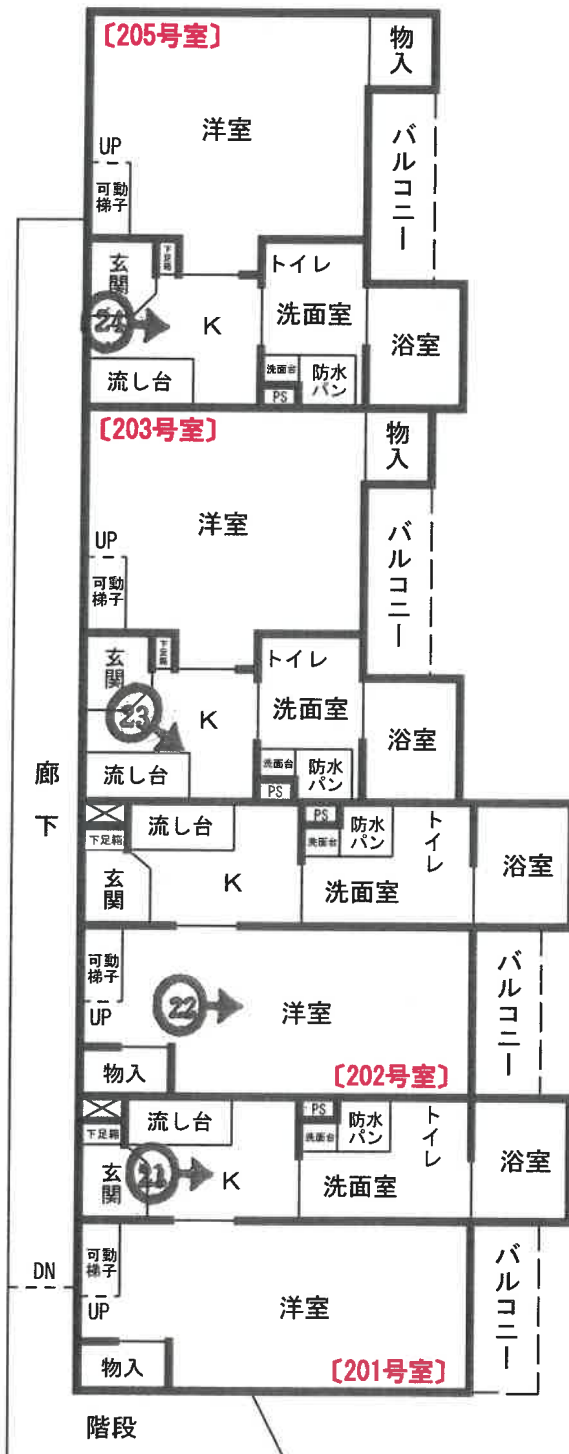 〔205号室〕
物入
洋室
バルコニー
UP
可動
梯子
玄関
下足箱
トイレ
24
K
洗面室
浴室
流し台
洗面台
防水
パン
PS
〔203号室〕
物入
洋室
バルコニー
UP
可動
梯子
玄関
下足箱
トイレ
23
K
洗面室
浴室
流し台
洗面台
防水
パン
PS
廊下
流し台
PS
洗面台
防水
パン
トイレ
下足箱
玄関
K
洗面室
浴室
可動
梯子
UP
22
洋室
バルコニー
物入
〔202号室〕
流し台
PS
洗面台
防水
パン
トイレ
下足箱
玄関
21
K
洗面室
浴室
可動
梯子
DN
UP
洋室
バルコニー
物入
〔201号室〕
階段